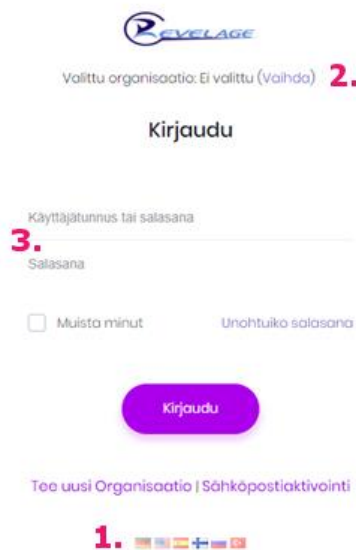 REVELAGE
Valittu organisaatio: Ei valittu (Vaihda) 2.
Kirjaudu
Käyttäjätunnus tai salasana
3.
Salasana
Muista minut Unohtuiko salasana
Kirjaudu
Tee uusi Organisaatio | Sähköpostiaktivointi
1.